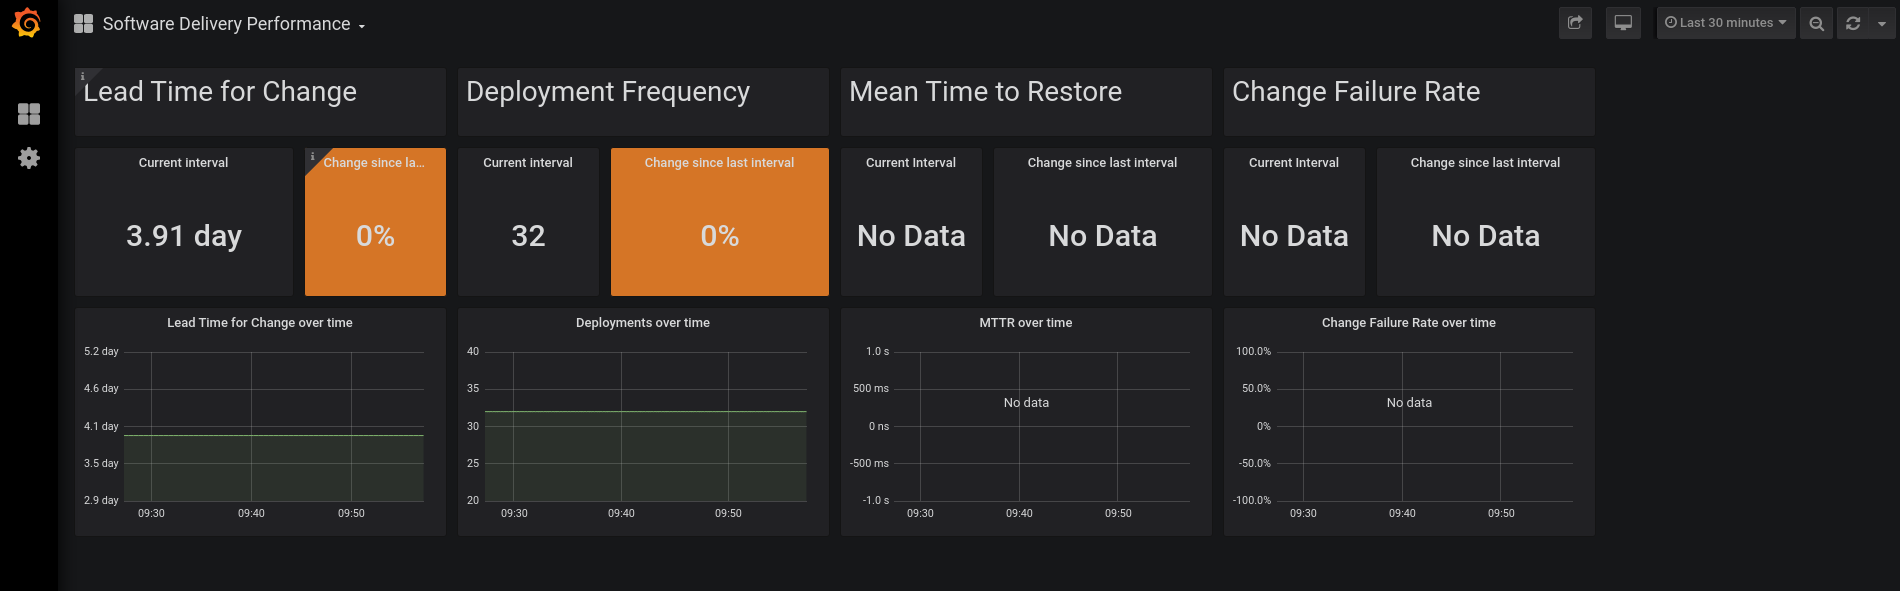 Software Delivery Performance
Last 30 minutes
i
Lead Time for Change
Deployment Frequency
Mean Time to Restore
Change Failure Rate
Current interval
3.91 day
i
Change since la...
0%
Current interval
32
Change since last interval
0%
Current Interval
No Data
Change since last interval
No Data
Current Interval
No Data
Change since last interval
No Data
Lead Time for Change over time
5.2 day
4.6 day
4.1 day
3.5 day
2.9 day
09:30 09:40 09:50
Deployments over time
40
35
30
25
20
09:30 09:40 09:50
MTTR over time
1.0 s
500 ms
No data
0 ns
-500 ms
-1.0 s
09:30 09:40 09:50
Change Failure Rate over time
100.0%
50.0%
No data
0%
-50.0%
-100.0%
09:30 09:40 09:50